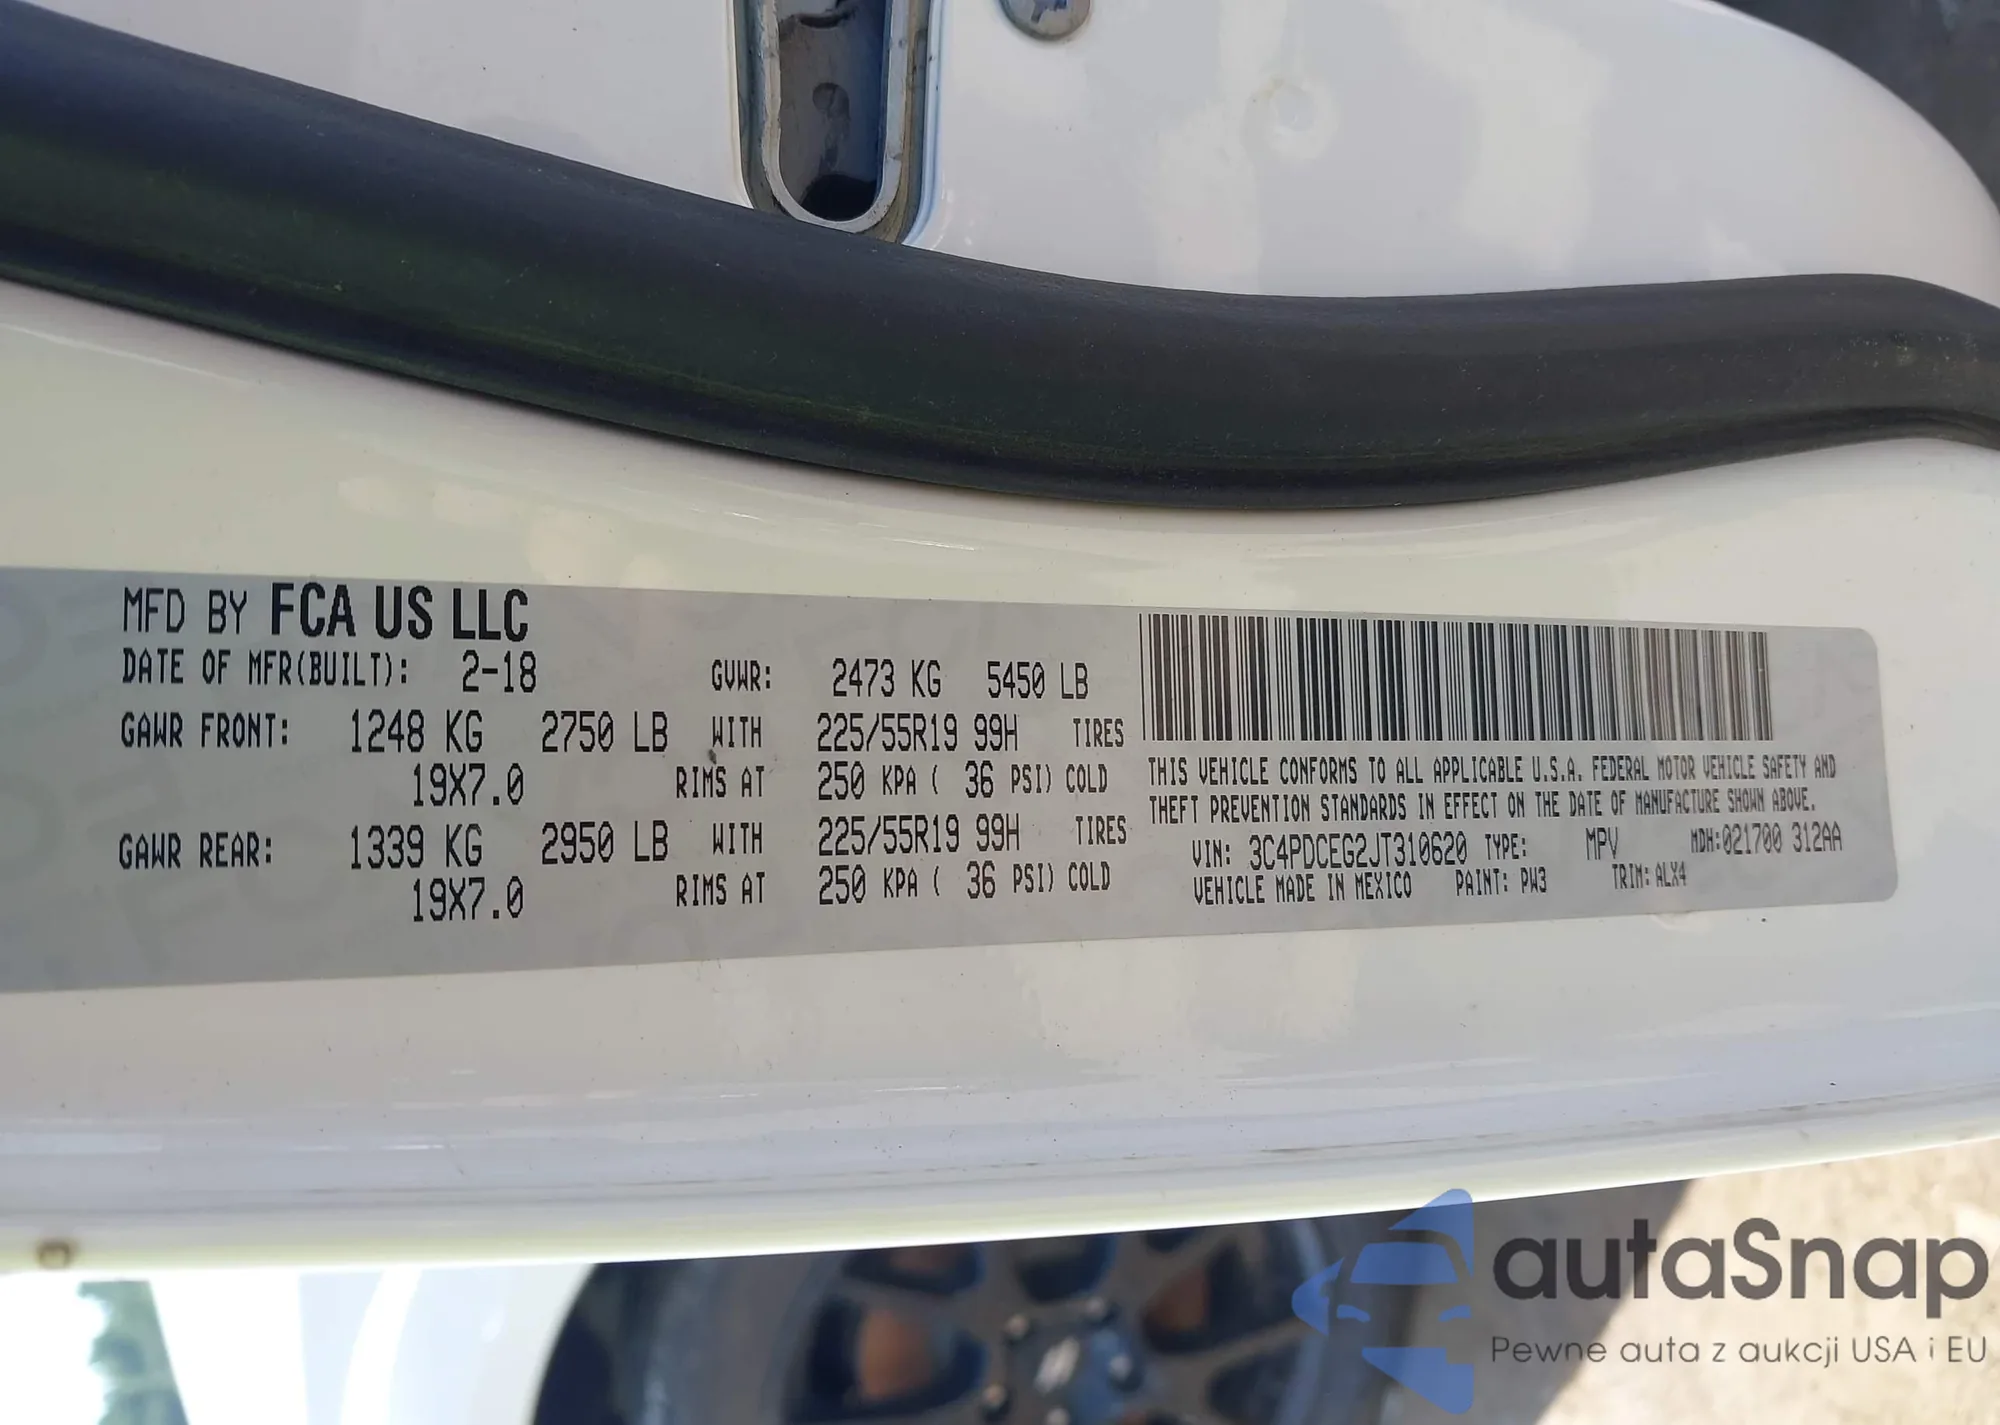 MFD BY FCA US LLC
DATE OF MFR(BUILT): 2-18 GVWR: 2473 KG 5450 LB
GAWR FRONT: 1248 KG 2750 LB WITH 225/55R19 99H TIRES
19X7.0 RIMS AT 250 KPA ( 36 PSI) COLD
GAWR REAR: 1339 KG 2950 LB WITH 225/55R19 99H TIRES
19X7.0 RIMS AT 250 KPA ( 36 PSI) COLD
THIS VEHICLE CONFORMS TO ALL APPLICABLE U.S.A. FEDERAL MOTOR VEHICLE SAFETY AND
THEFT PREVENTION STANDARDS IN EFFECT ON THE DATE OF MANUFACTURE SHOWN ABOVE.
VIN: 3C4PDCEG2JT310620 TYPE: MPV MDH:021700 312AA
VEHICLE MADE IN MEXICO PAINT: PW3 TRIM: ALX4
autaSnap
Pewne auta z aukcji USA i EU